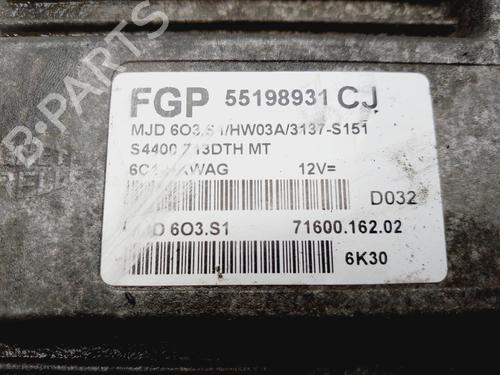 FGP 55198931 CJ
MJD 6O3.S1/HW03A/3137-S151
S4400 Z13DTH MT
12V=
D032
6O3.S1 71600.162.02
6K30
B-PARTS